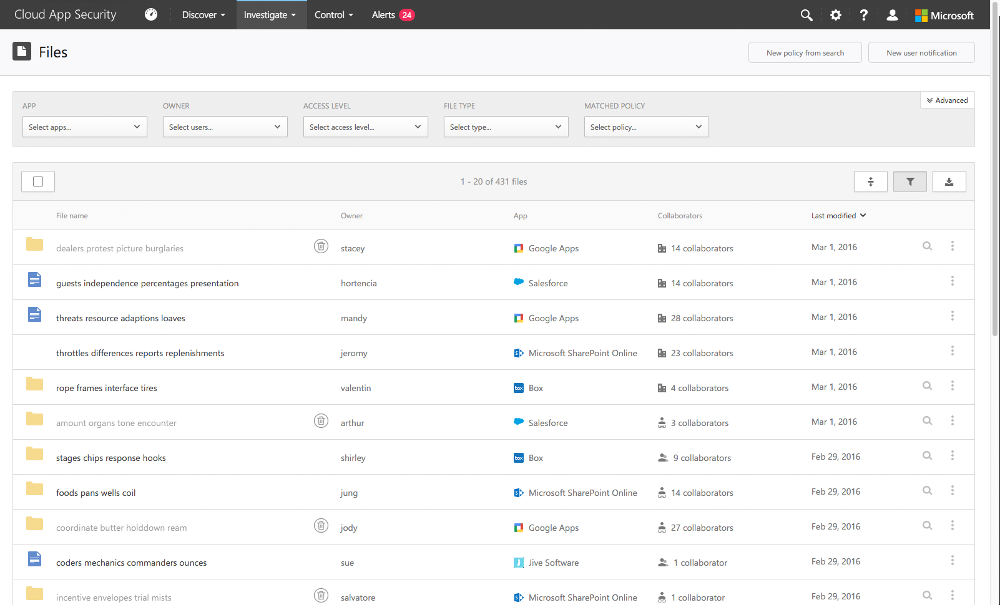 Cloud App Security Discover Investigate Control Alerts 24 ? Microsoft
Files New policy from search New user notification
Advanced
APP OWNER ACCESS LEVEL FILE TYPE MATCHED POLICY
Select apps... Select users... Select access level... Select type... Select policy...
1 - 20 of 431 files
File name Owner App Collaborators Last modified
dealers protest picture burglaries stacey Google Apps 14 collaborators Mar 1, 2016
guests independence percentages presentation hortencia Salesforce 14 collaborators Mar 1, 2016
threats resource adaptions loaves mandy Google Apps 28 collaborators Mar 1, 2016
throttles differences reports replenishments jeromy Microsoft SharePoint Online 23 collaborators Mar 1, 2016
rope frames interface tires valentin box Box 4 collaborators Mar 1, 2016
amount organs tone encounter arthur Salesforce 3 collaborators Mar 1, 2016
stages chips response hooks shirley box Box 9 collaborators Feb 29, 2016
foods pans wells coil jung Microsoft SharePoint Online 14 collaborators Feb 29, 2016
coordinate butter holddown ream jody Google Apps 27 collaborators Feb 29, 2016
coders mechanics commanders ounces sue Jive Software 1 collaborator Feb 29, 2016
incentive envelopes trial mists salvatore Microsoft SharePoint Online 1 collaborator Feb 29, 2016